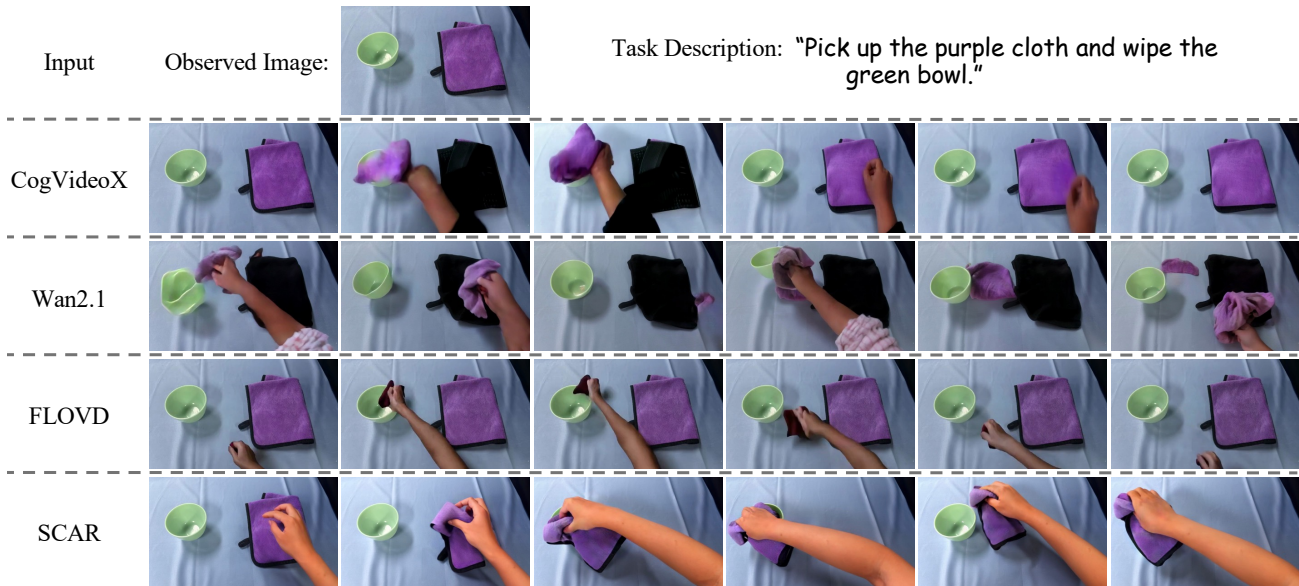 Input
Observed Image:
Task Description: “Pick up the purple cloth and wipe the
green bowl.”
CogVideoX
Wan2.1
FLOVD
SCAR